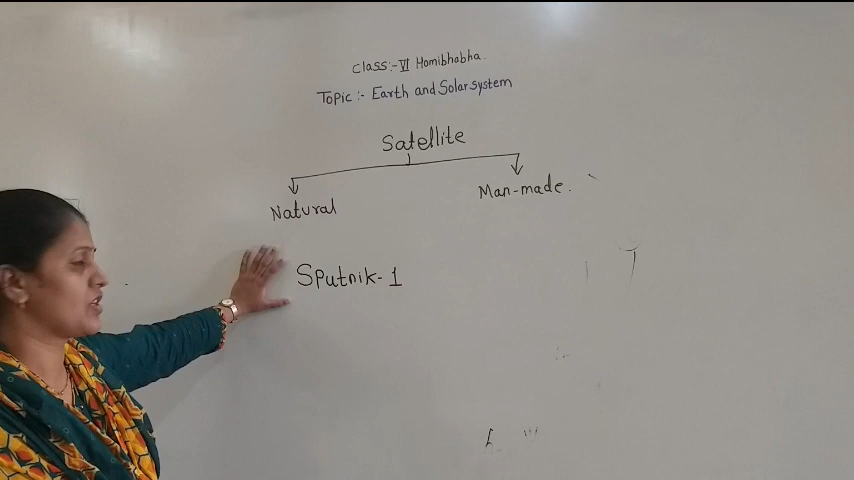 Class:- VI Homibhabha.
Topic:- Earth and Solar system
Satellite
Natural
Man-made.
Sputnik-1